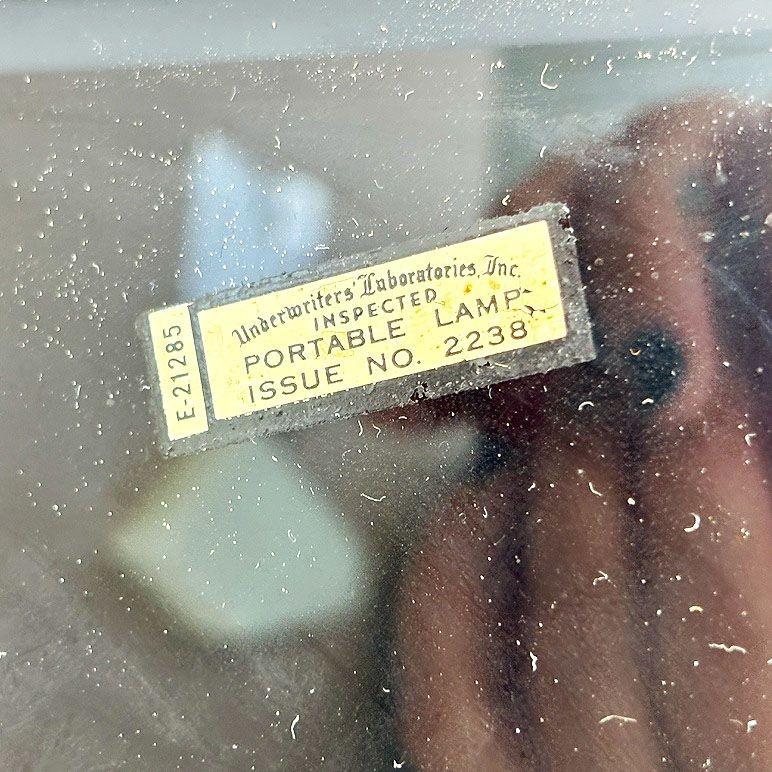 E-21285
Underwriters' Laboratories, Inc.
INSPECTED
PORTABLE LAMP
ISSUE NO. 2238